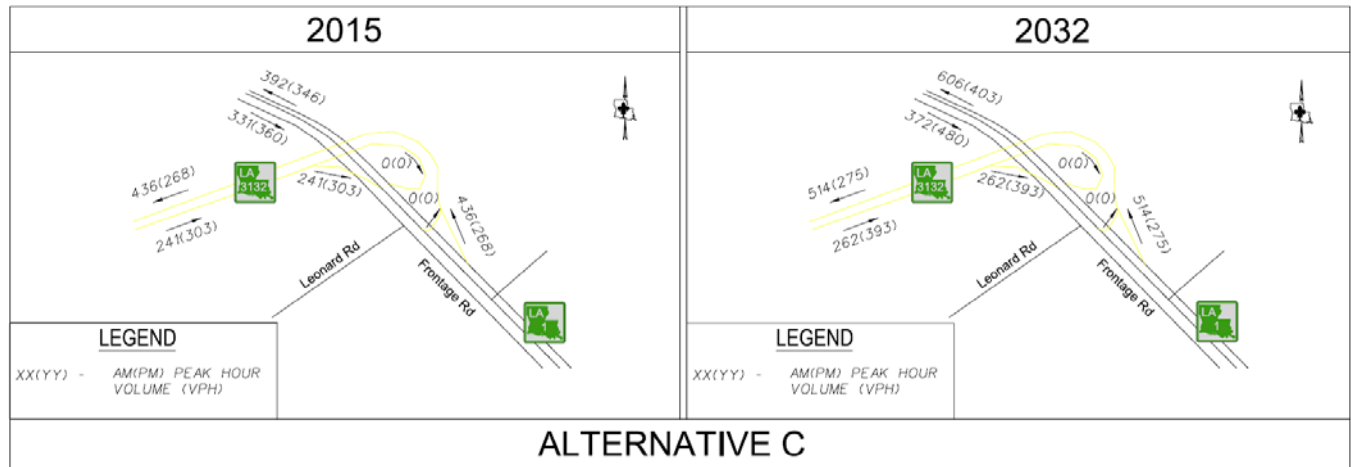 2015
392(346)
331(360)
0(0)
LA
3132
436(268)
241(303)
0(0)
436(268)
241(303)
Leonard Rd
Frontage Rd
LA
1
LEGEND
XX(YY) - AM(PM) PEAK HOUR
VOLUME (VPH)
2032
606(403)
372(480)
0(0)
LA
3132
514(275)
262(393)
0(0)
514(275)
262(393)
Leonard Rd
Frontage Rd
LA
1
LEGEND
XX(YY) - AM(PM) PEAK HOUR
VOLUME (VPH)
ALTERNATIVE C